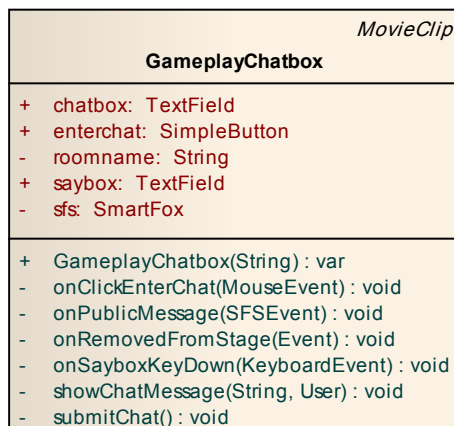 MovieClip
GameplayChatbox
+ chatbox: TextField
+ enterchat: SimpleButton
- roomname: String
+ saybox: TextField
- sfs: SmartFox
+ GameplayChatbox(String) : var
- onClickEnterChat(MouseEvent) : void
- onPublicMessage(SFSEvent) : void
- onRemovedFromStage(Event) : void
- onSayboxKeyDown(KeyboardEvent) : void
- showChatMessage(String, User) : void
- submitChat() : void